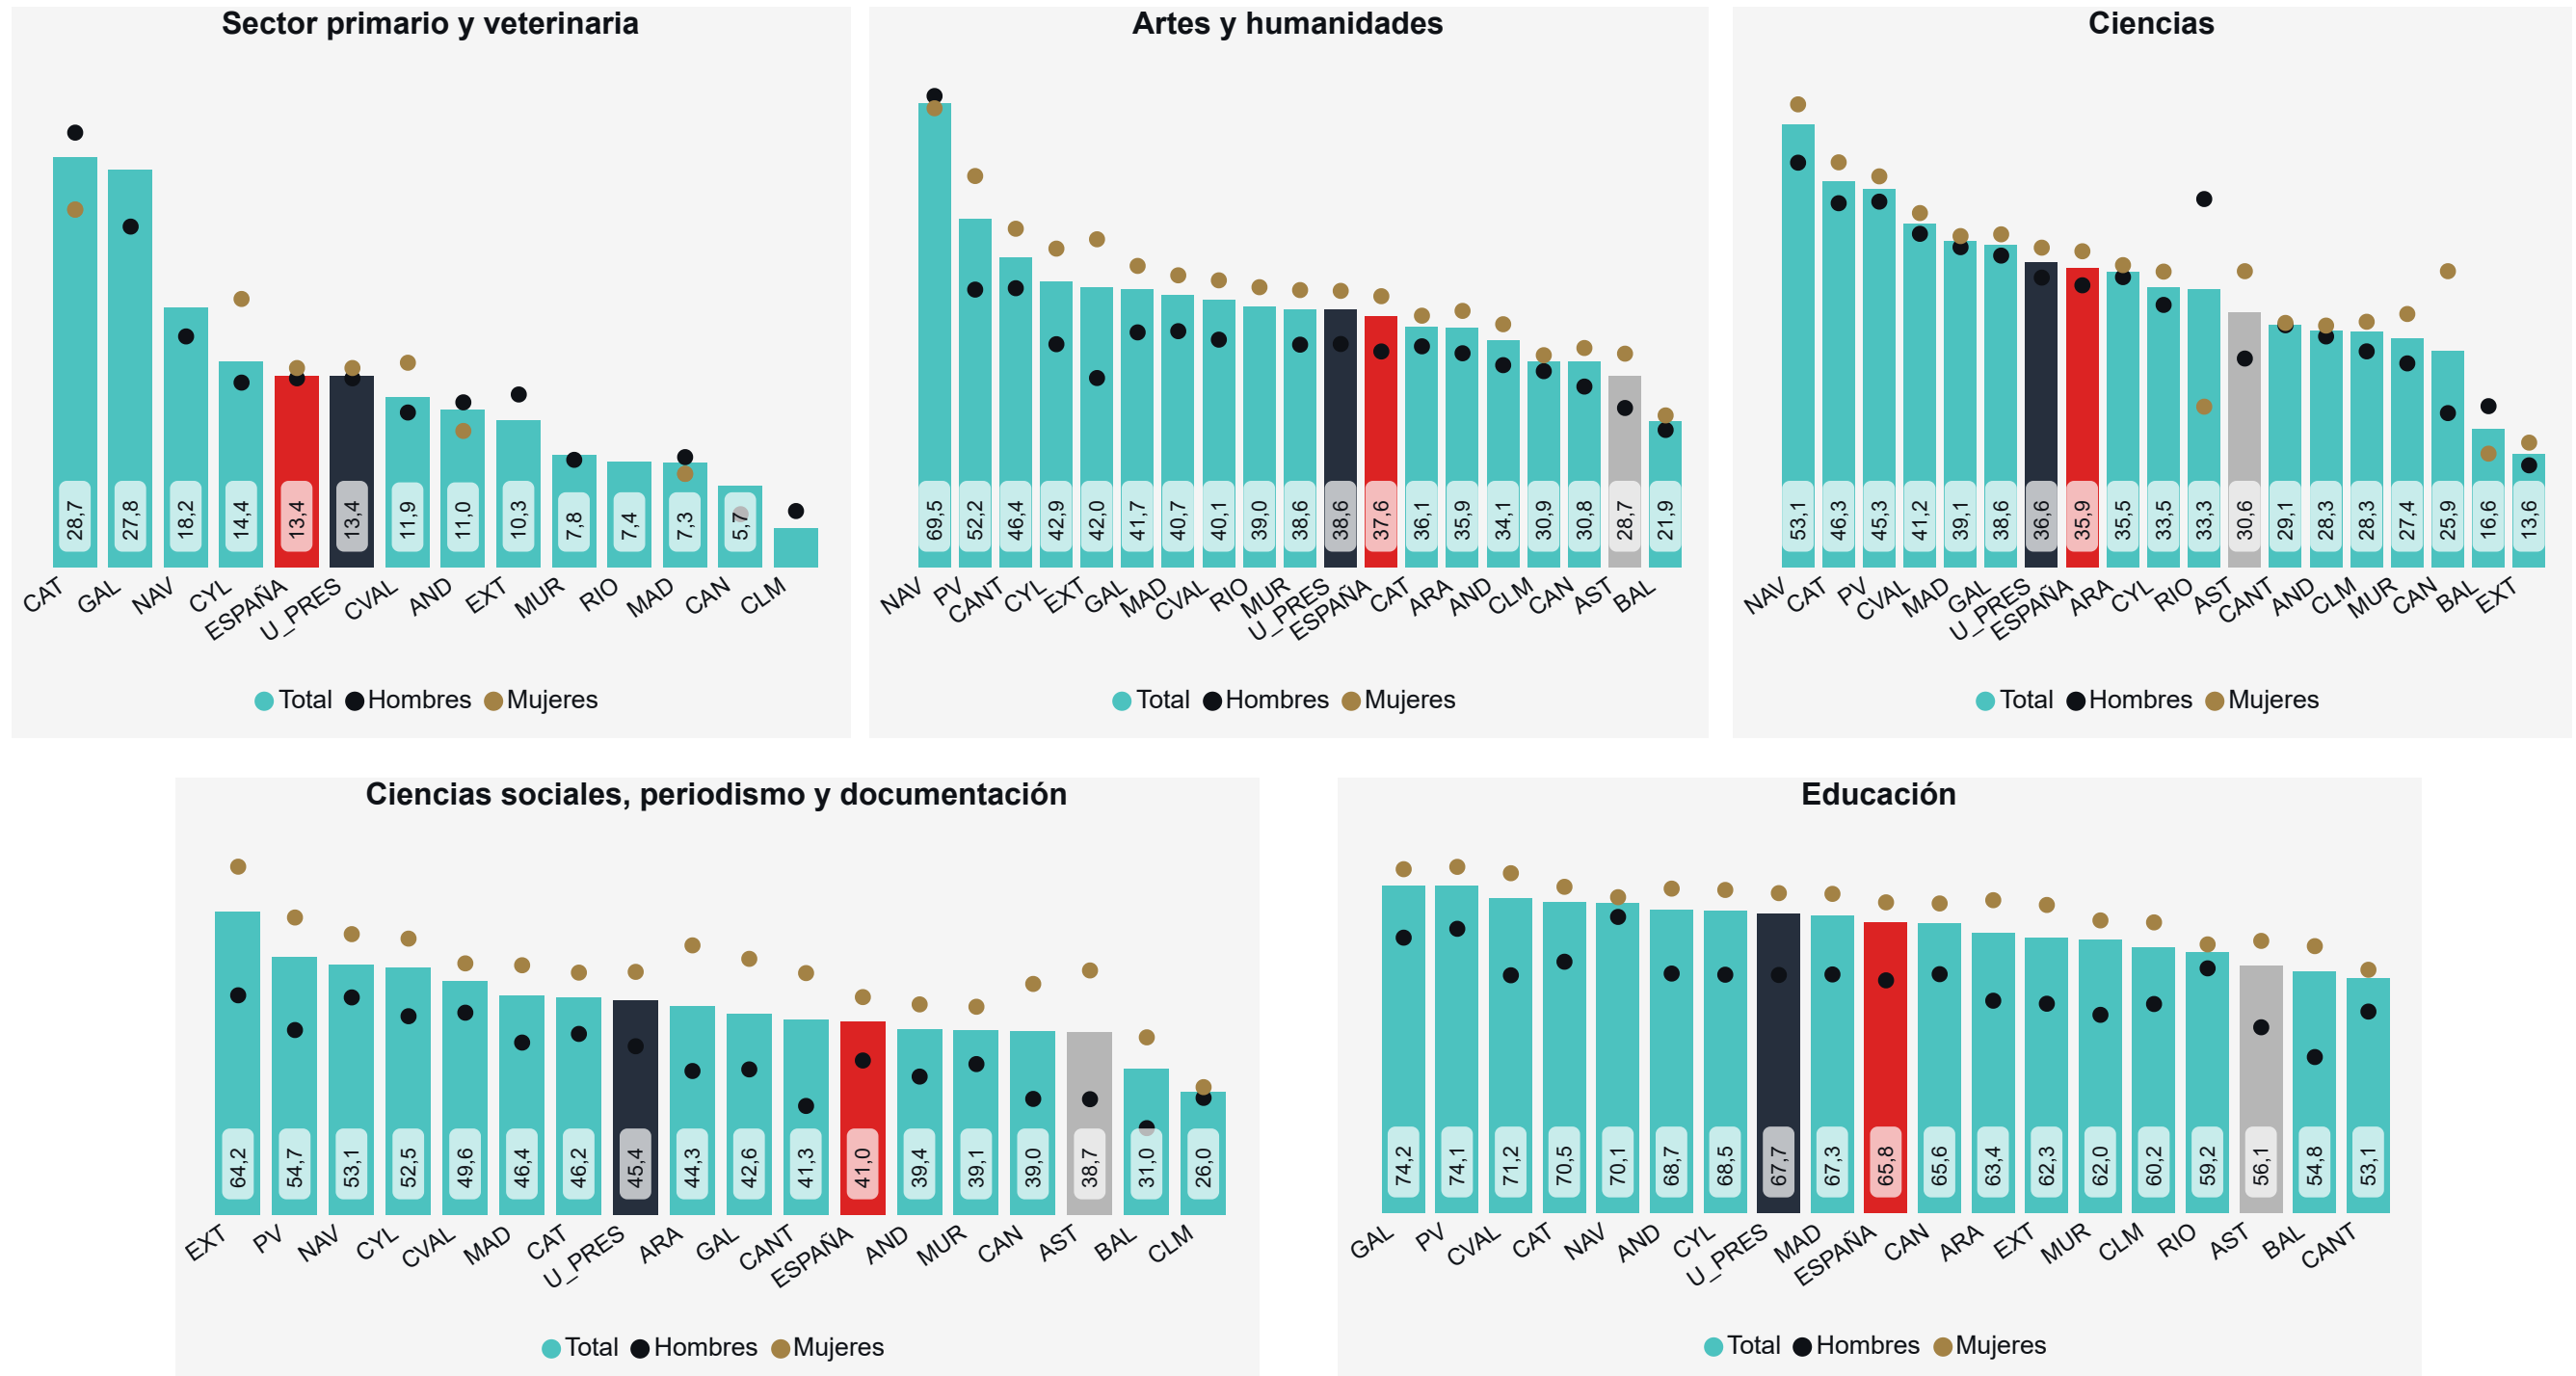 Sector primario y veterinaria
28,7 27,8 18,2 14,4 13,4 13,4 11,9 11,0 10,3 7,8 7,4 7,3 5,7
CAT GAL NAV CYL ESPAÑA U_PRES CVAL AND EXT MUR RIO MAD CAN CLM
Total Hombres Mujeres
Artes y humanidades
69,5 52,2 46,4 42,9 42,0 41,7 40,7 40,1 39,0 38,6 38,6 37,6 36,1 35,9 34,1 30,9 30,8 28,7 21,9
NAV PV CANT CYL EXT GAL MAD CVAL RIO MUR U_PRES ESPAÑA CAT ARA AND CLM CAN AST BAL
Total Hombres Mujeres
Ciencias
53,1 46,3 45,3 41,2 39,1 38,6 36,6 35,9 35,5 33,5 33,3 30,6 29,1 28,3 28,3 27,4 25,9 16,6 13,6
NAV CAT PV CVAL MAD GAL U_PRES ESPAÑA ARA CYL RIO AST CANT AND CLM MUR CAN BAL EXT
Total Hombres Mujeres
Ciencias sociales, periodismo y documentación
64,2 54,7 53,1 52,5 49,6 46,4 46,2 45,4 44,3 42,6 41,3 41,0 39,4 39,1 39,0 38,7 31,0 26,0
EXT PV NAV CYL CVAL MAD CAT U_PRES ARA GAL CANT ESPAÑA AND MUR CAN AST BAL CLM
Total Hombres Mujeres
Educación
74,2 74,1 71,2 70,5 70,1 68,7 68,5 67,7 67,3 65,8 65,6 63,4 62,3 62,0 60,2 59,2 56,1 54,8 53,1
GAL PV CVAL CAT NAV AND CYL U_PRES MAD ESPAÑA CAN ARA EXT MUR CLM RIO AST BAL CANT
Total Hombres Mujeres